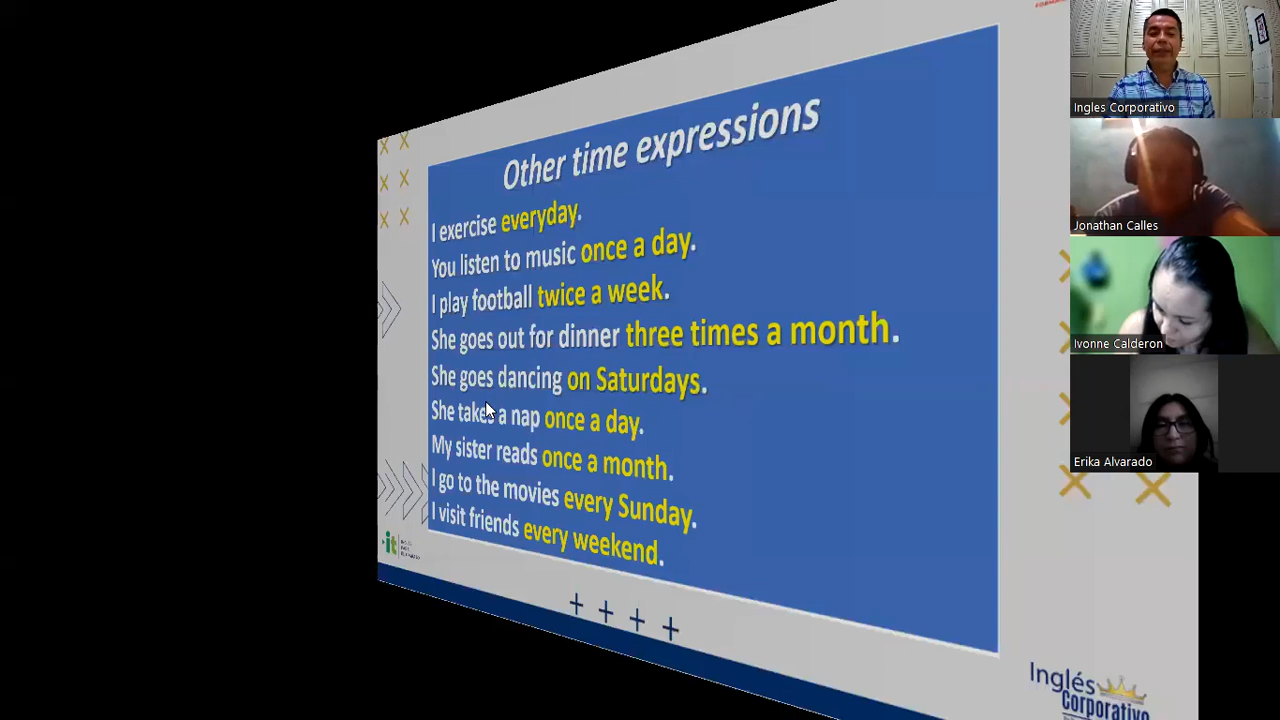 Other time expressions
I exercise everyday.
You listen to music once a day.
I play football twice a week.
She goes out for dinner three times a month.
She goes dancing on Saturdays.
She takes a nap once a day.
My sister reads once a month.
I go to the movies every Sunday.
I visit friends every weekend.
it
Inglés
Corporativo
Ingles Corporativo
Jonathan Calles
Ivonne Calderon
Erika Alvarado